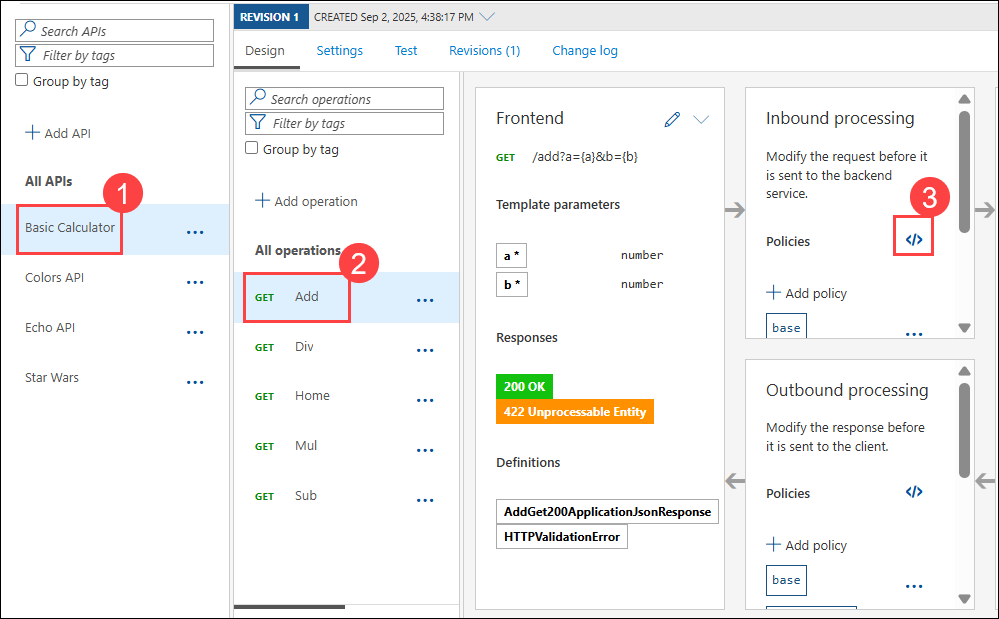 REVISION 1
CREATED Sep 2, 2025, 4:38:17 PM
Search APIs
Filter by tags
Group by tag
Add API
All APIs
1
Basic Calculator
...
Colors API
...
Echo API
...
Star Wars
...
Design
Settings
Test
Revisions (1)
Change log
Search operations
Filter by tags
Group by tag
Add operation
All operations
2
GET Add
...
GET Div
...
GET Home
...
GET Mul
...
GET Sub
...
Frontend
GET /add?a={a}&b={b}
Template parameters
a * number
b * number
Responses
200 OK
422 Unprocessable Entity
Definitions
AddGet200ApplicationJsonResponse
HTTPValidationError
Inbound processing
Modify the request before it
is sent to the backend
service.
3
Policies </>
+ Add policy
base ...
Outbound processing
Modify the response before
it is sent to the client.
Policies </>
+ Add policy
base ...